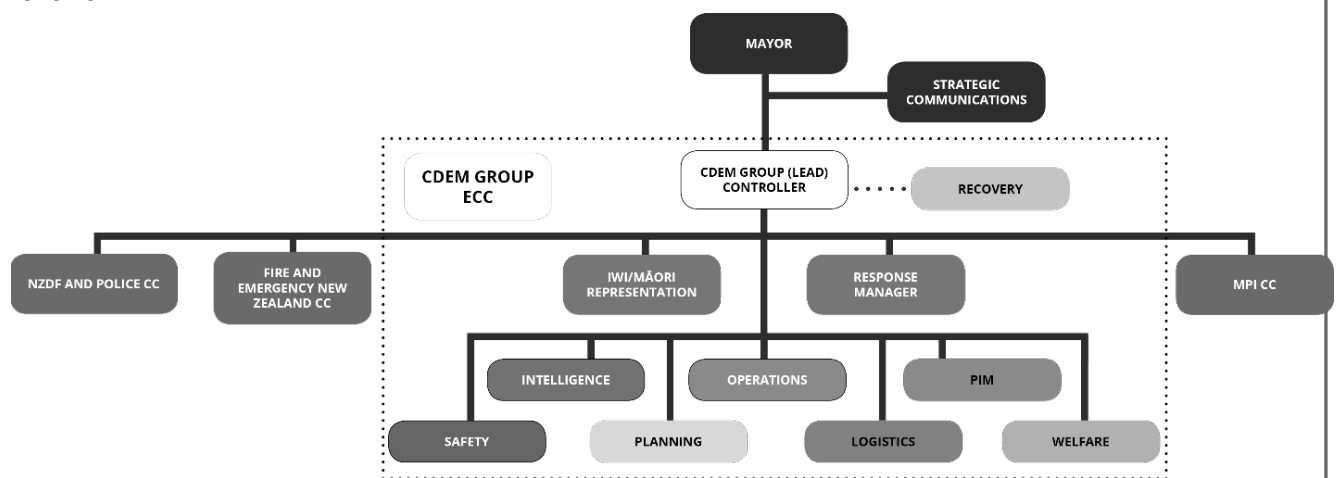 MAYOR
STRATEGIC
COMMUNICATIONS
CDEM GROUP
ECC
CDEM GROUP (LEAD)
CONTROLLER
RECOVERY
NZDF AND POLICE CC
FIRE AND
EMERGENCY NEW
ZEALAND CC
IWI/MĀORI
REPRESENTATION
RESPONSE
MANAGER
MPI CC
INTELLIGENCE
OPERATIONS
PIM
SAFETY
PLANNING
LOGISTICS
WELFARE